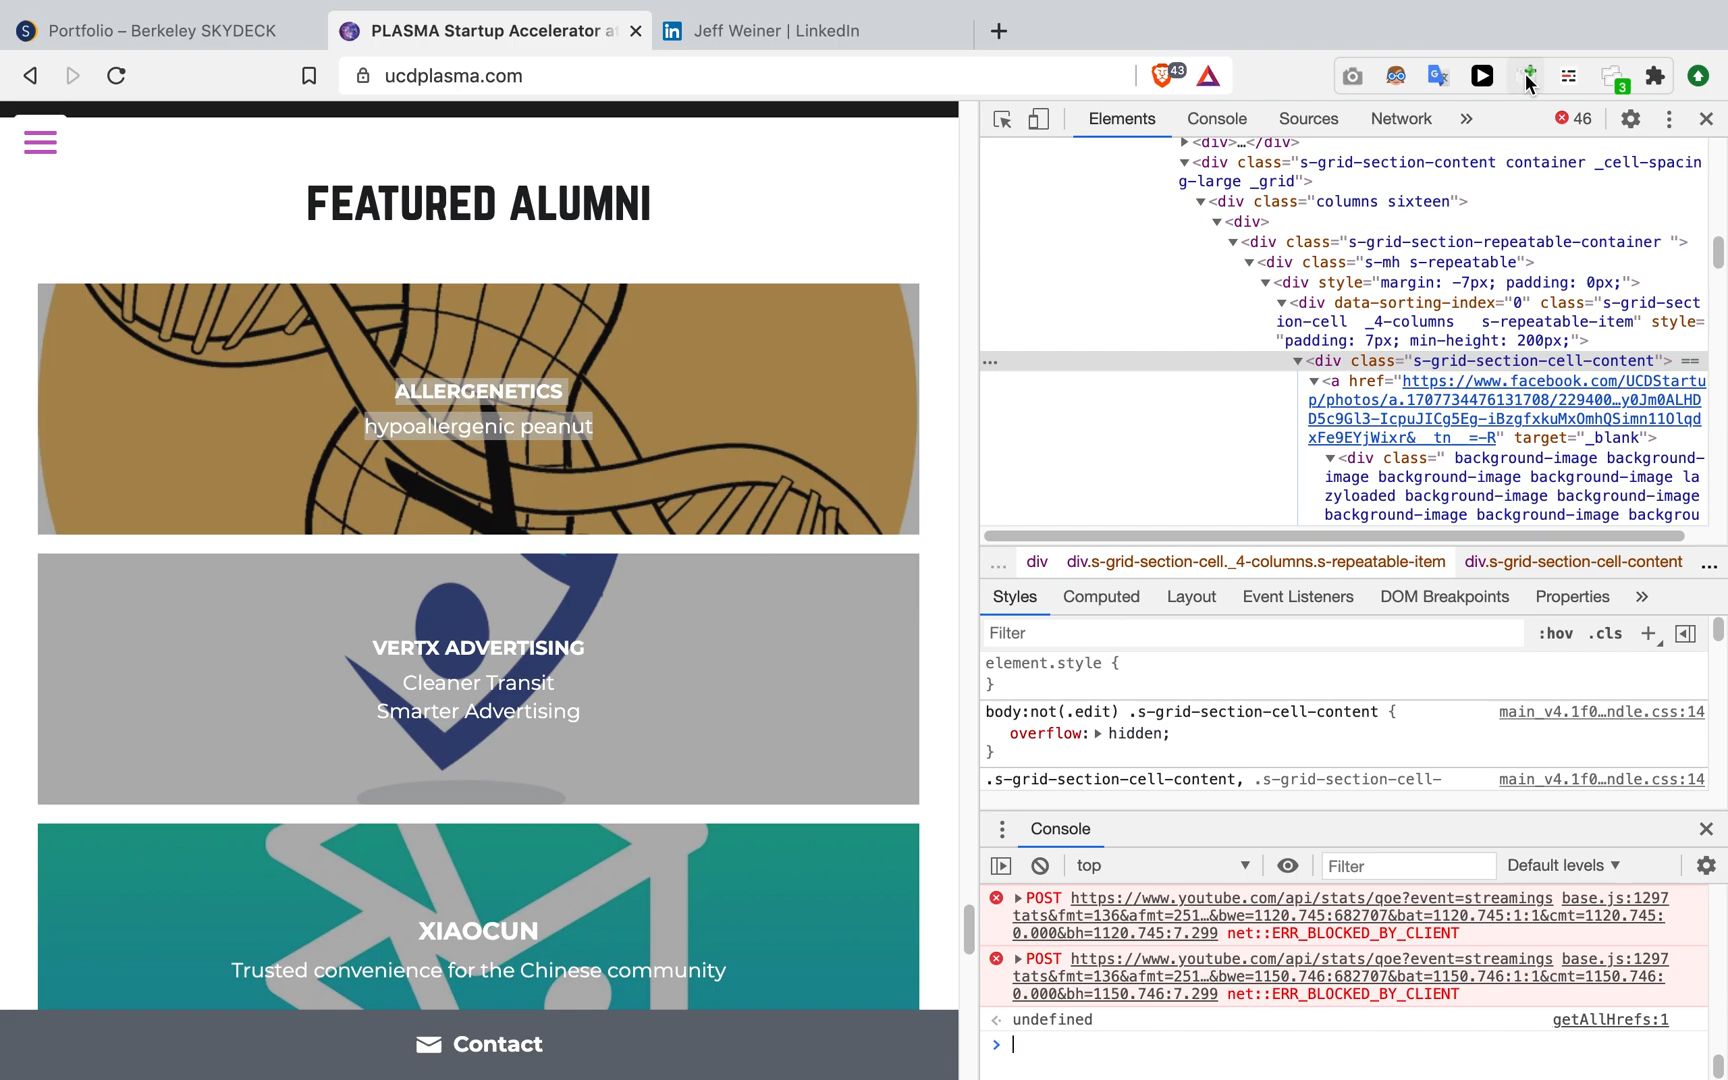 Portfolio – Berkeley SKYDECK
PLASMA Startup Accelerator a
in Jeff Weiner | LinkedIn
ucdplasma.com
43
3
Elements Console Sources Network » 46
FEATURED ALUMNI
ALLERGENETICS
hypoallergenic peanut
VERTX ADVERTISING
Cleaner Transit
Smarter Advertising
XIAOCUN
Trusted convenience for the Chinese community
Contact
<div>…</div>
<div class="s-grid-section-content container _cell-spacin
g-large _grid">
<div class="columns sixteen">
<div>
<div class="s-grid-section-repeatable-container ">
<div class="s-mh s-repeatable">
<div style="margin: -7px; padding: 0px;">
<div data-sorting-index="0" class="s-grid-sect
ion-cell _4-columns s-repeatable-item" style=
"padding: 7px; min-height: 200px;">
… <div class="s-grid-section-cell-content"> ==
<a href="https://www.facebook.com/UCDStartu
p/photos/a.1707734476131708/229400…y0Jm0ALHD
D5c9Gl3-IcpuJICg5Eg-iBzgfxkuMxOmhQSimn11Olqd
xFe9EYjWixr&__tn__=-R" target="_blank">
<div class=" background-image background-
image background-image background-image la
zyloaded background-image background-image
background-image background-image backgrou
… div div.s-grid-section-cell._4-columns.s-repeatable-item div.s-grid-section-cell-content …
Styles Computed Layout Event Listeners DOM Breakpoints Properties »
Filter :hov .cls +
element.style {
}
body:not(.edit) .s-grid-section-cell-content { main_v4.1f0…ndle.css:14
overflow: hidden;
}
.s-grid-section-cell-content, .s-grid-section-cell- main_v4.1f0…ndle.css:14
Console
top Filter Default levels
POST https://www.youtube.com/api/stats/qoe?event=streamings base.js:1297
tats&fmt=136&afmt=251…&bwe=1120.745:682707&bat=1120.745:1:1&cmt=1120.745:
0.000&bh=1120.745:7.299 net::ERR_BLOCKED_BY_CLIENT
POST https://www.youtube.com/api/stats/qoe?event=streamings base.js:1297
tats&fmt=136&afmt=251…&bwe=1150.746:682707&bat=1150.746:1:1&cmt=1150.746:
0.000&bh=1150.746:7.299 net::ERR_BLOCKED_BY_CLIENT
undefined getAllHrefs:1